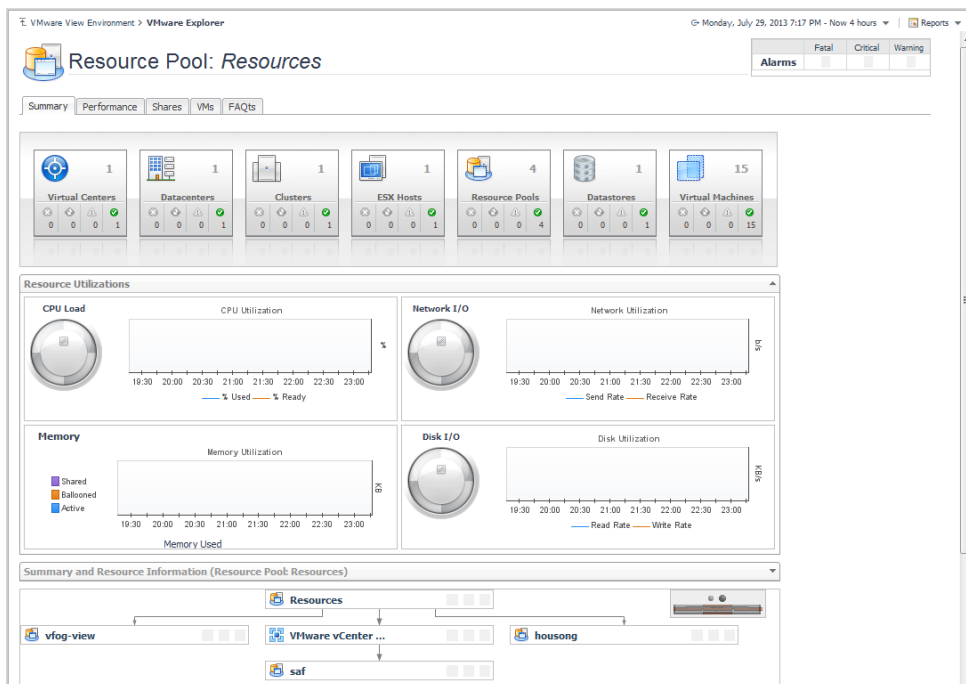 VMware View Environment > VMware Explorer
Monday, July 29, 2013 7:17 PM - Now 4 hours
Reports
Resource Pool: Resources
Fatal Critical Warning
Alarms
Summary Performance Shares VMs FAQts
1 1 1 1 4 1 15
Virtual Centers Datacenters Clusters ESX Hosts Resource Pools Datastores Virtual Machines
0 0 0 1 0 0 0 1 0 0 0 1 0 0 0 1 0 0 0 4 0 0 0 1 0 0 0 15
Resource Utilizations
CPU Load
CPU Utilization
%
19:30 20:00 20:30 21:00 21:30 22:00 22:30 23:00
% Used % Ready
Network I/O
Network Utilization
b/s
19:30 20:00 20:30 21:00 21:30 22:00 22:30 23:00
Send Rate Receive Rate
Memory
Memory Utilization
Shared
Ballooned
Active
KB
19:30 20:00 20:30 21:00 21:30 22:00 22:30 23:00
Memory Used
Disk I/O
Disk Utilization
KB/s
19:30 20:00 20:30 21:00 21:30 22:00 22:30 23:00
Read Rate Write Rate
Summary and Resource Information (Resource Pool: Resources)
Resources
vfog-view VMware vCenter ... housong
saf